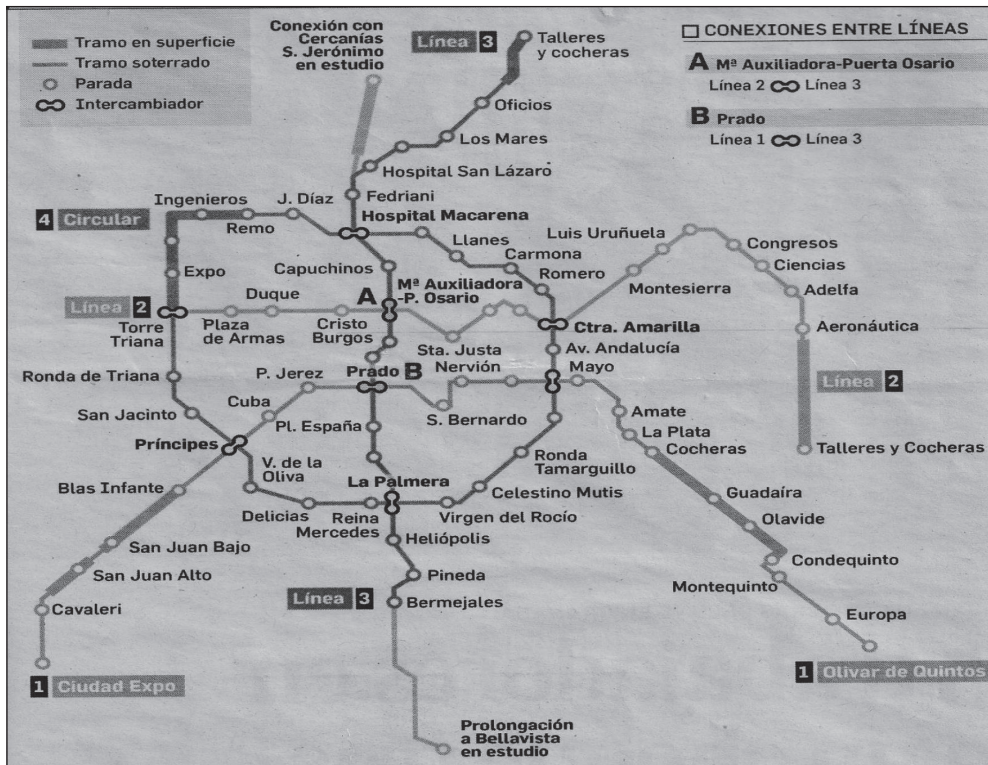 Tramo en superficie
Tramo soterrado
Parada
Intercambiador
Conexión con
Cercanías
S. Jerónimo
en estudio
Línea 3
Talleres
y cocheras
CONEXIONES ENTRE LÍNEAS
A Mª Auxiliadora-Puerta Osario
Línea 2 Línea 3
B Prado
Línea 1 Línea 3
Oficios
Los Mares
Hospital San Lázaro
Fedriani
Ingenieros
J. Díaz
Hospital Macarena
4 Circular
Remo
Llanes
Luis Uruñuela
Congresos
Carmona
Ciencias
Expo
Capuchinos
Romero
Montesierra
Adelfa
Mª Auxiliadora
-P. Osario
A
Línea 2
Duque
Torre
Triana
Plaza
de Armas
Cristo
Burgos
Ctra. Amarilla
Aeronáutica
Sta. Justa
Av. Andalucía
Ronda de Triana
P. Jerez
Prado B
Nervión
Mayo
Línea 2
San Jacinto
Cuba
S. Bernardo
Amate
Pl. España
La Plata
Príncipes
Cocheras
Talleres y Cocheras
V. de la
Oliva
Ronda
Tamarguillo
Blas Infante
La Palmera
Celestino Mutis
Guadaíra
Delicias
Reina
Mercedes
Virgen del Rocío
Olavide
San Juan Bajo
Heliópolis
Condequinto
San Juan Alto
Pineda
Montequinto
Línea 3
Bermejales
Cavaleri
Europa
1 Ciudad Expo
1 Olivar de Quintos
Prolongación
a Bellavista
en estudio